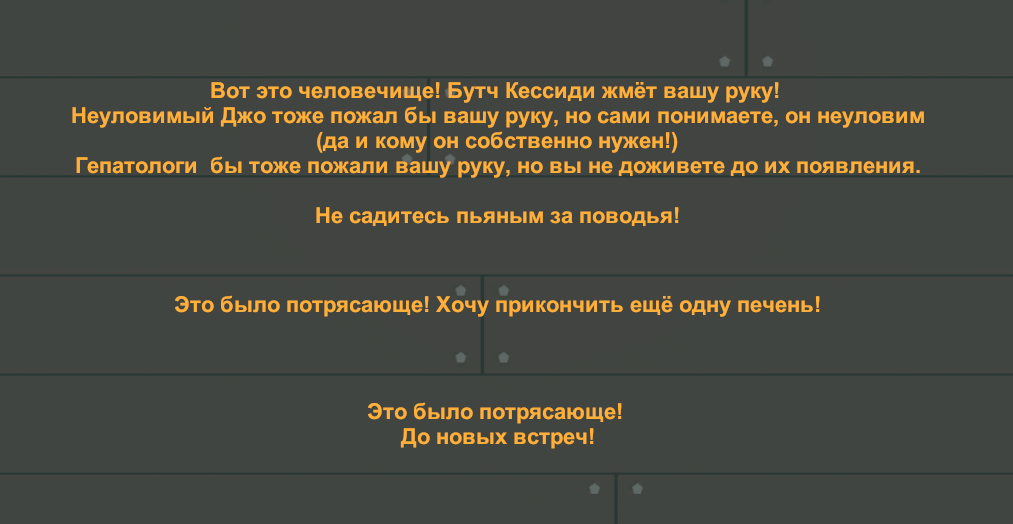 Вот это человечище! Бутч Кессиди жмёт вашу руку!
Неуловимый Джо тоже пожал бы вашу руку, но сами понимаете, он неуловим
(да и кому он собственно нужен!)
Гепатологи  бы тоже пожали вашу руку, но вы не доживете до их появления.
Не садитесь пьяным за поводья!
Это было потрясающе! Хочу прикончить ещё одну печень!
Это было потрясающе!
До новых встреч!